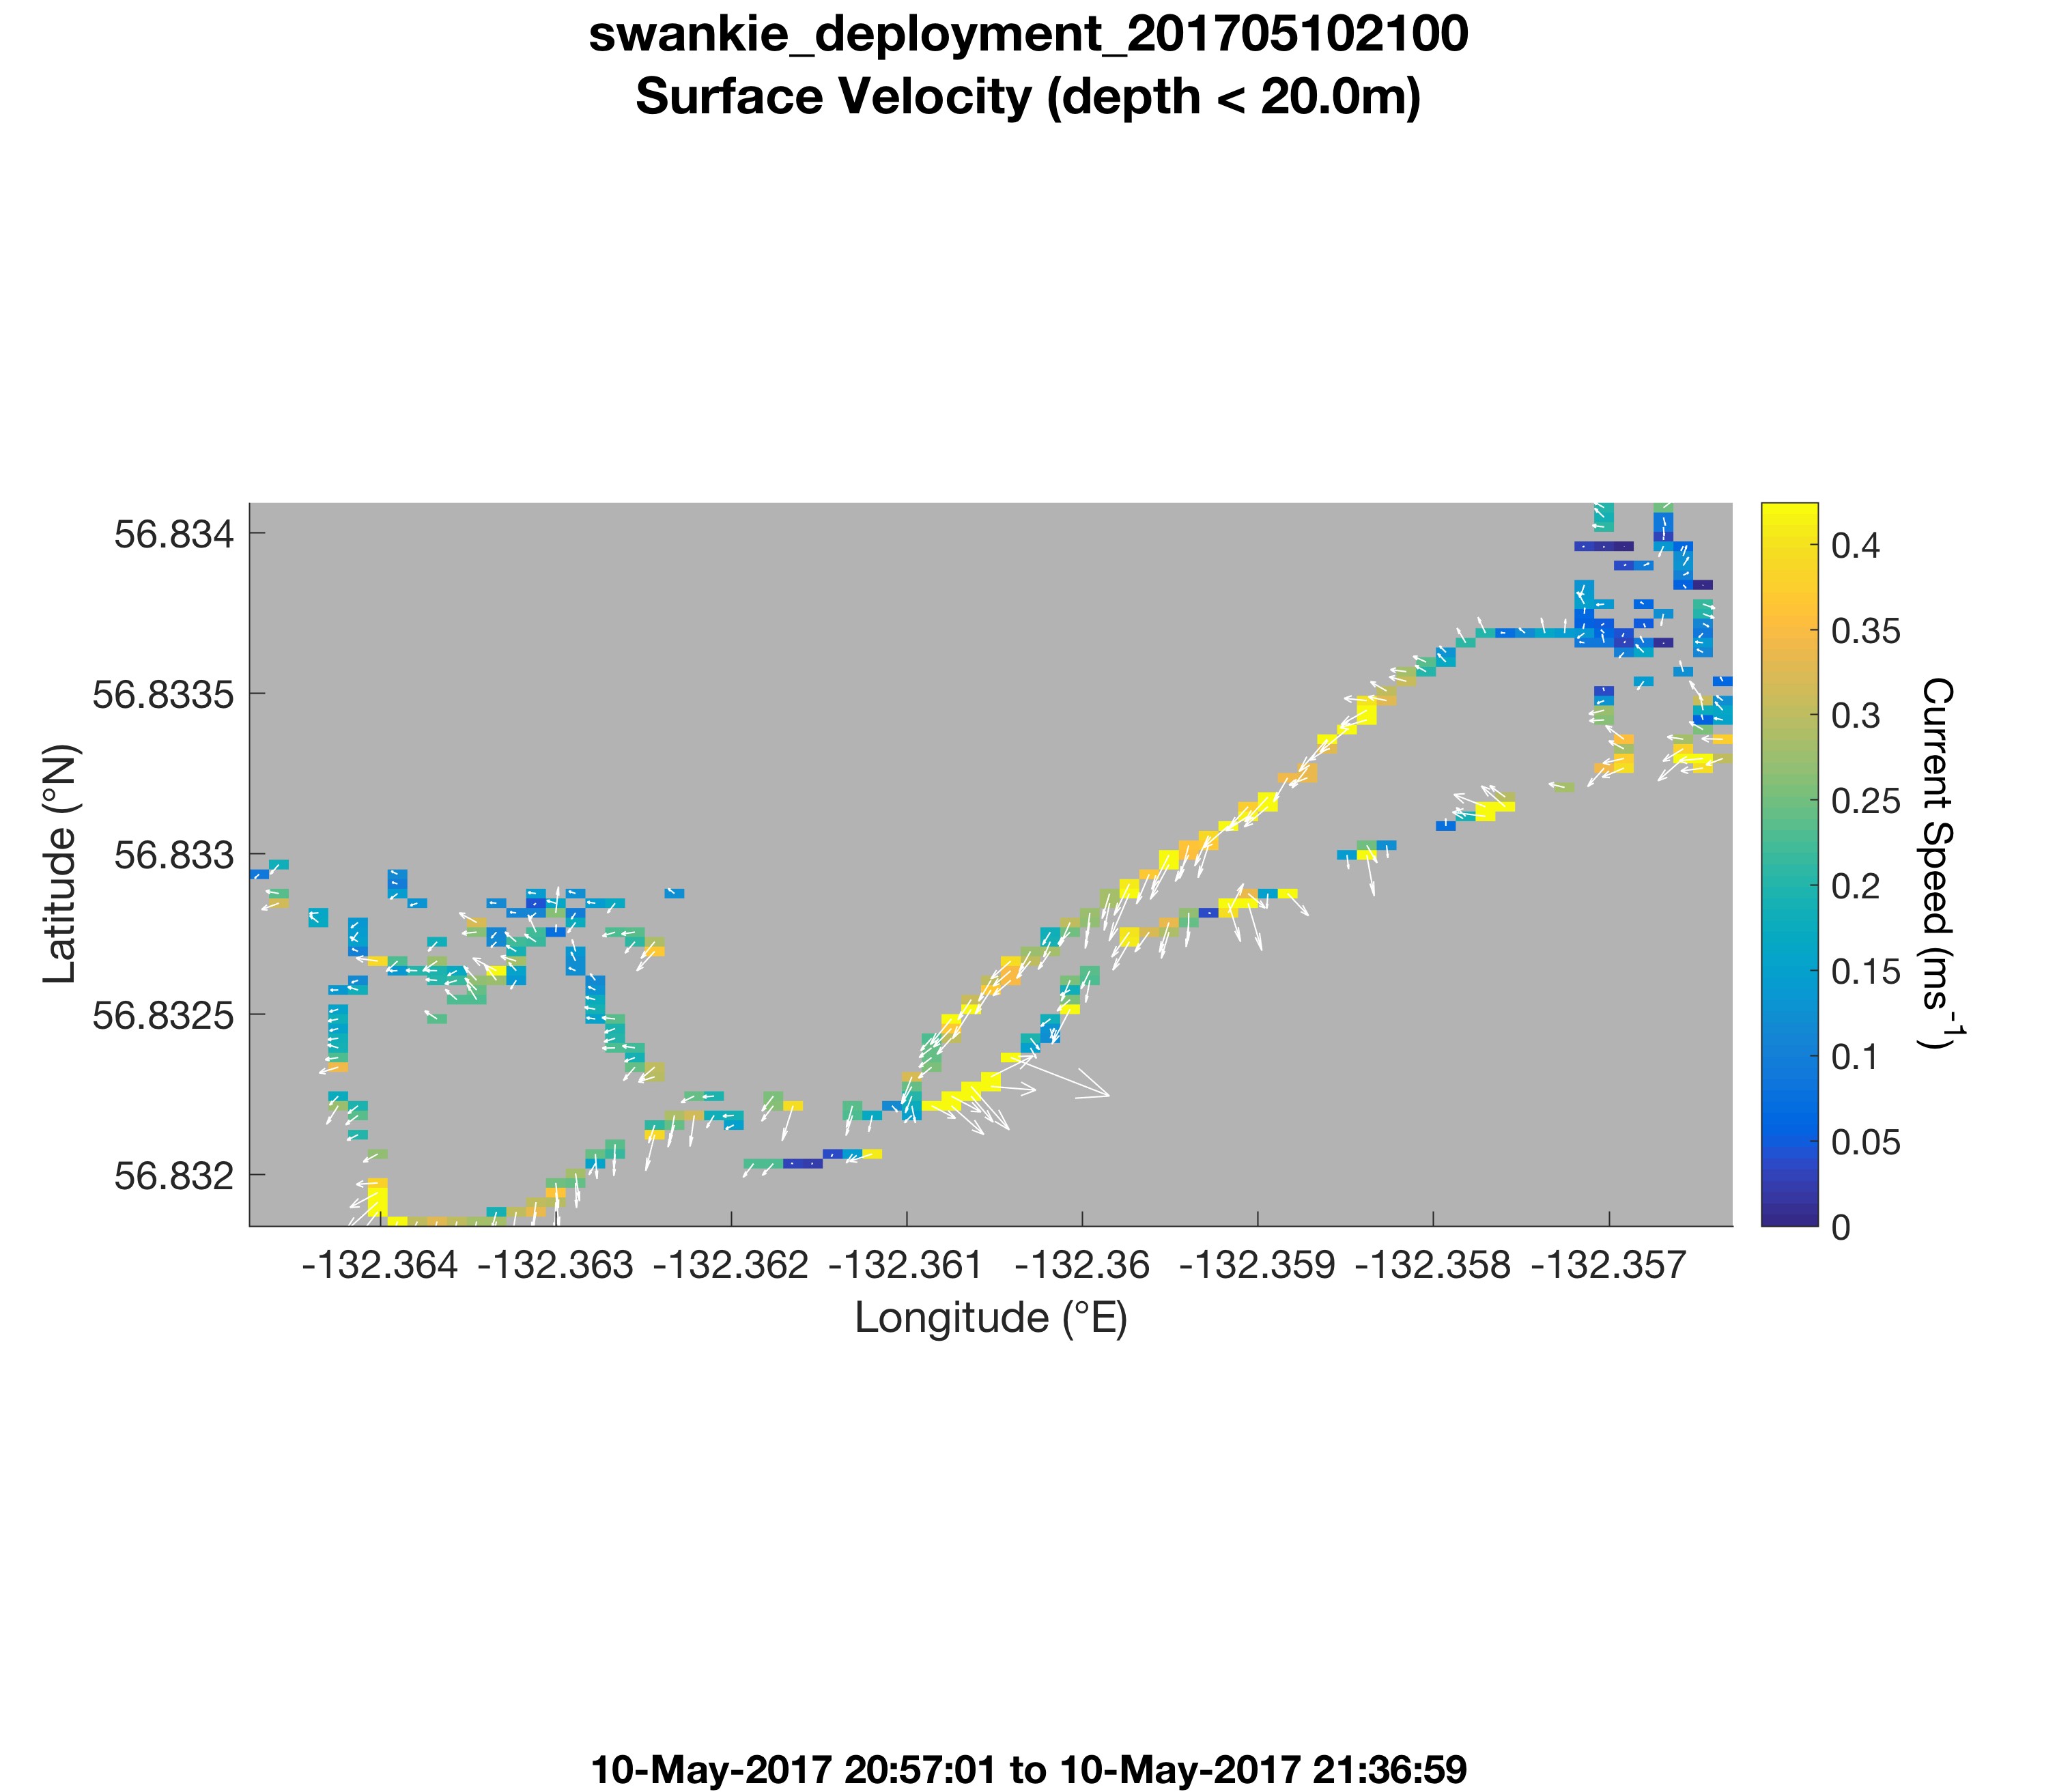 swankie_deployment_201705102100
Surface Velocity (depth < 20.0m)
56.834
56.8335
56.833
56.8325
56.832
Latitude (°N)
-132.364 -132.363 -132.362 -132.361 -132.36 -132.359 -132.358 -132.357
Longitude (°E)
0.4
0.35
0.3
0.25
0.2
0.15
0.1
0.05
0
Current Speed (ms-1)
10-May-2017 20:57:01 to 10-May-2017 21:36:59